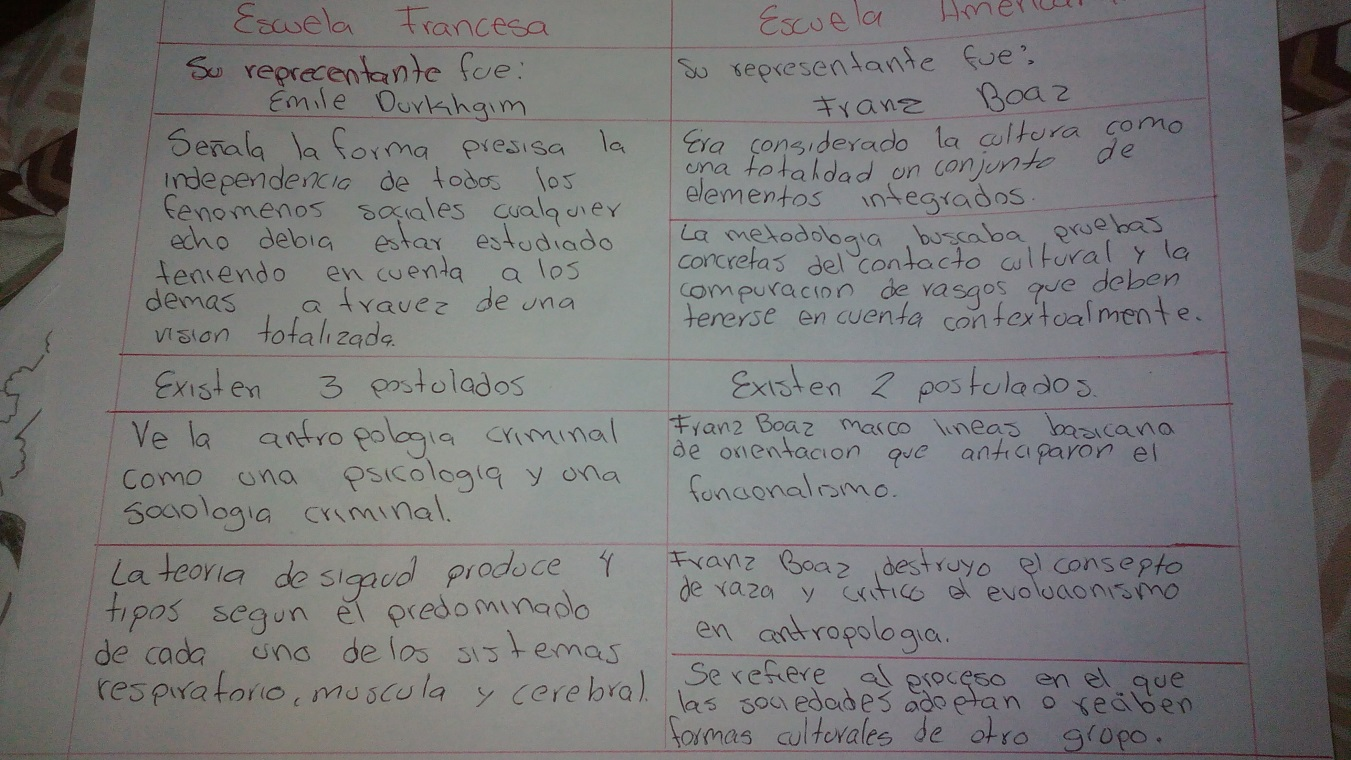 Escuela Francesa
Su reprecentante fue:
Emile Durkhgim
Señala la forma presisa la
independencia de todos los
fenomenos sociales cualquier
echo debia estar estudiado
teniendo en cuenta a los
demas a travez de una
vision totalizada.
Existen 3 postulados
Ve la antropologia criminal
como una psicologia y una
sociologia criminal.
La teoria de sigaud produce 4
tipos segun el predominado
de cada uno de los sistemas
respiratorio, muscula y cerebral.
Escuela
Su representante fue:
Franz Boaz
Era considerado la cultura como
una totalidad un conjunto de
elementos integrados.
La metodologia buscaba pruebas
concretas del contacto cultural y la
compuracion de rasgos que deben
tenerse en cuenta contextualmente.
Existen 2 postulados.
Franz Boaz marco lineas basicana
de orientacion que anticiparon el
funcionalismo.
Franz Boaz destruyo el consepto
de raza y critico el evolucionismo
en antropologia.
Se refiere al proceso en el que
las sociedades adoptan o reciben
formas culturales de otro grupo.